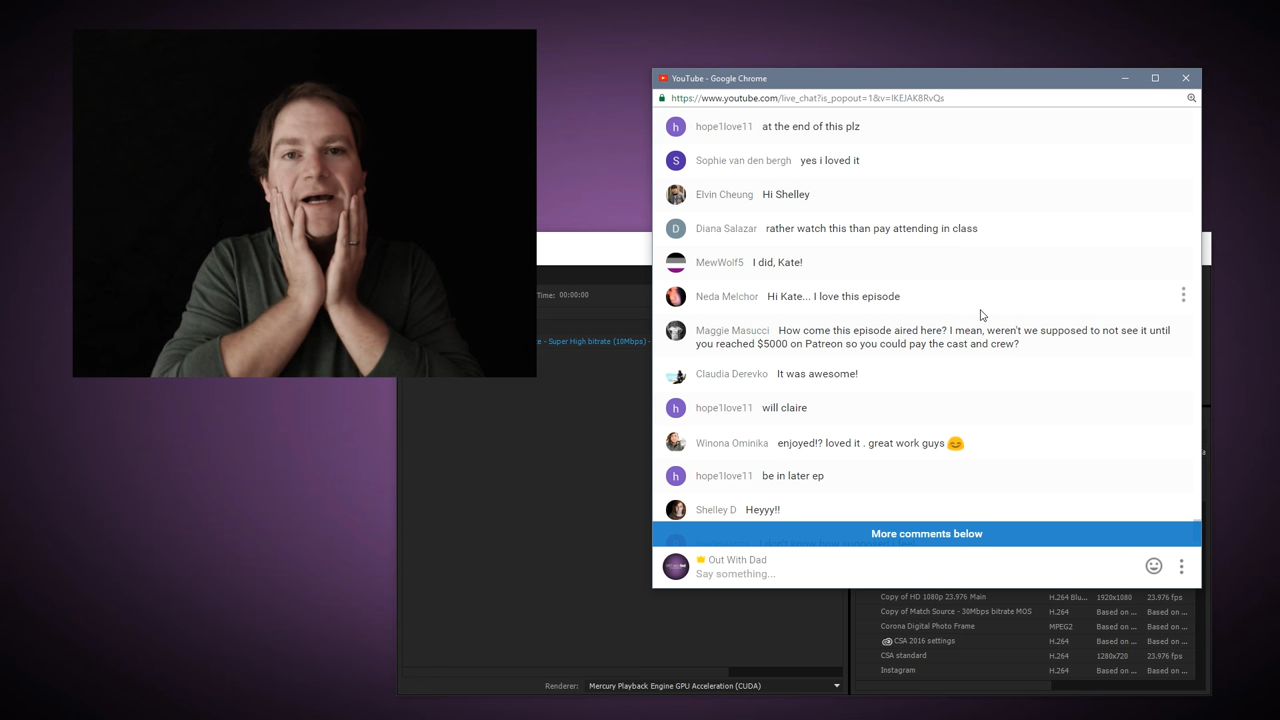 YouTube - Google Chrome
https://www.youtube.com/live_chat?is_popout=1&v=IKEJAK8RvQs
h hope1love11 at the end of this plz
S Sophie van den bergh yes i loved it
Elvin Cheung Hi Shelley
D Diana Salazar rather watch this than pay attending in class
MewWolf5 I did, Kate!
Neda Melchor Hi Kate... I love this episode
Maggie Masucci How come this episode aired here? I mean, weren't we supposed to not see it until
you reached $5000 on Patreon so you could pay the cast and crew?
Claudia Derevko It was awesome!
h hope1love11 will claire
Winona Ominika enjoyed!? loved it . great work guys 😊
h hope1love11 be in later ep
Shelley D Heyyy!!
More comments below
Out With Dad
Say something...
Time: 00:00:00
e - Super High bitrate (10Mbps) -
Copy of HD 1080p 23.976 Main H.264 Blu... 1920x1080 23.976 fps
Copy of Match Source - 30Mbps bitrate MOS H.264 Based on ... Based on ...
Corona Digital Photo Frame MPEG2 Based on ... Based on ...
CSA 2016 settings H.264 Based on ... Based on ...
CSA standard H.264 1280x720 23.976 fps
Instagram H.264 Based on ... Based on ...
Renderer: Mercury Playback Engine GPU Acceleration (CUDA)